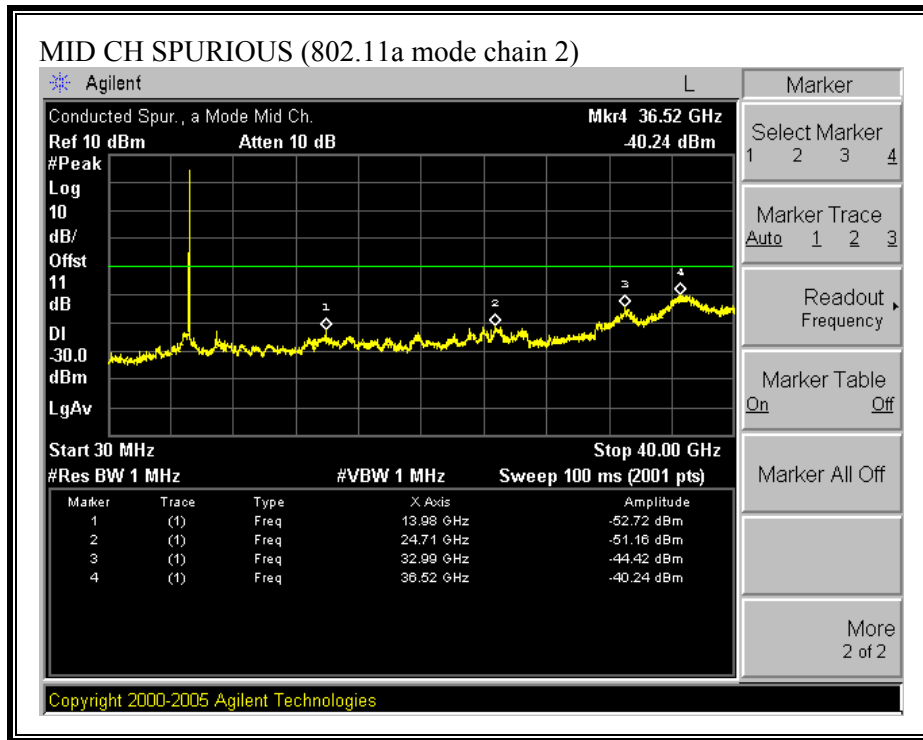 MID CH SPURIOUS (802.11a mode chain 2)
Agilent L
Conducted Spur., a Mode Mid Ch. Mkr4 36.52 GHz
Ref 10 dBm Atten 10 dB -40.24 dBm
#Peak
Log
10
dB/
Offst
11
dB
DI
-30.0
dBm
LgAv
1
2
3
4
Start 30 MHz Stop 40.00 GHz
#Res BW 1 MHz #VBW 1 MHz Sweep 100 ms (2001 pts)
Marker Trace Type X Axis Amplitude
1 (1) Freq 13.98 GHz -52.72 dBm
2 (1) Freq 24.71 GHz -51.16 dBm
3 (1) Freq 32.99 GHz -44.42 dBm
4 (1) Freq 36.52 GHz -40.24 dBm
Marker
Select Marker
1 2 3 4
Marker Trace
Auto 1 2 3
Readout
Frequency
Marker Table
On Off
Marker All Off
More
2 of 2
Copyright 2000-2005 Agilent Technologies